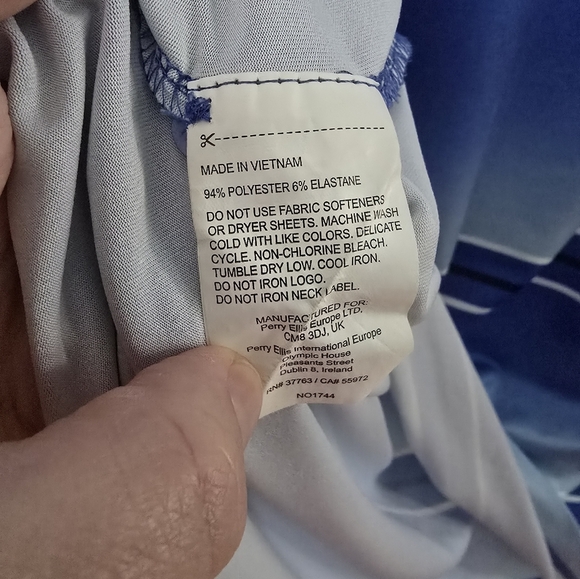 MADE IN VIETNAM
94% POLYESTER 6% ELASTANE
DO NOT USE FABRIC SOFTENERS
OR DRYER SHEETS. MACHINE WASH
COLD WITH LIKE COLORS. DELICATE
CYCLE. NON-CHLORINE BLEACH.
TUMBLE DRY LOW. COOL IRON.
DO NOT IRON LOGO.
DO NOT IRON NECK LABEL.
MANUFACTURED FOR:
Perry Ellis Europe LTD,
CM8 3DJ, UK
Perry Ellis International Europe
Olympic House
Pleasants Street
Dublin 8, Ireland
RN# 37763 / CA# 55972
NO1744